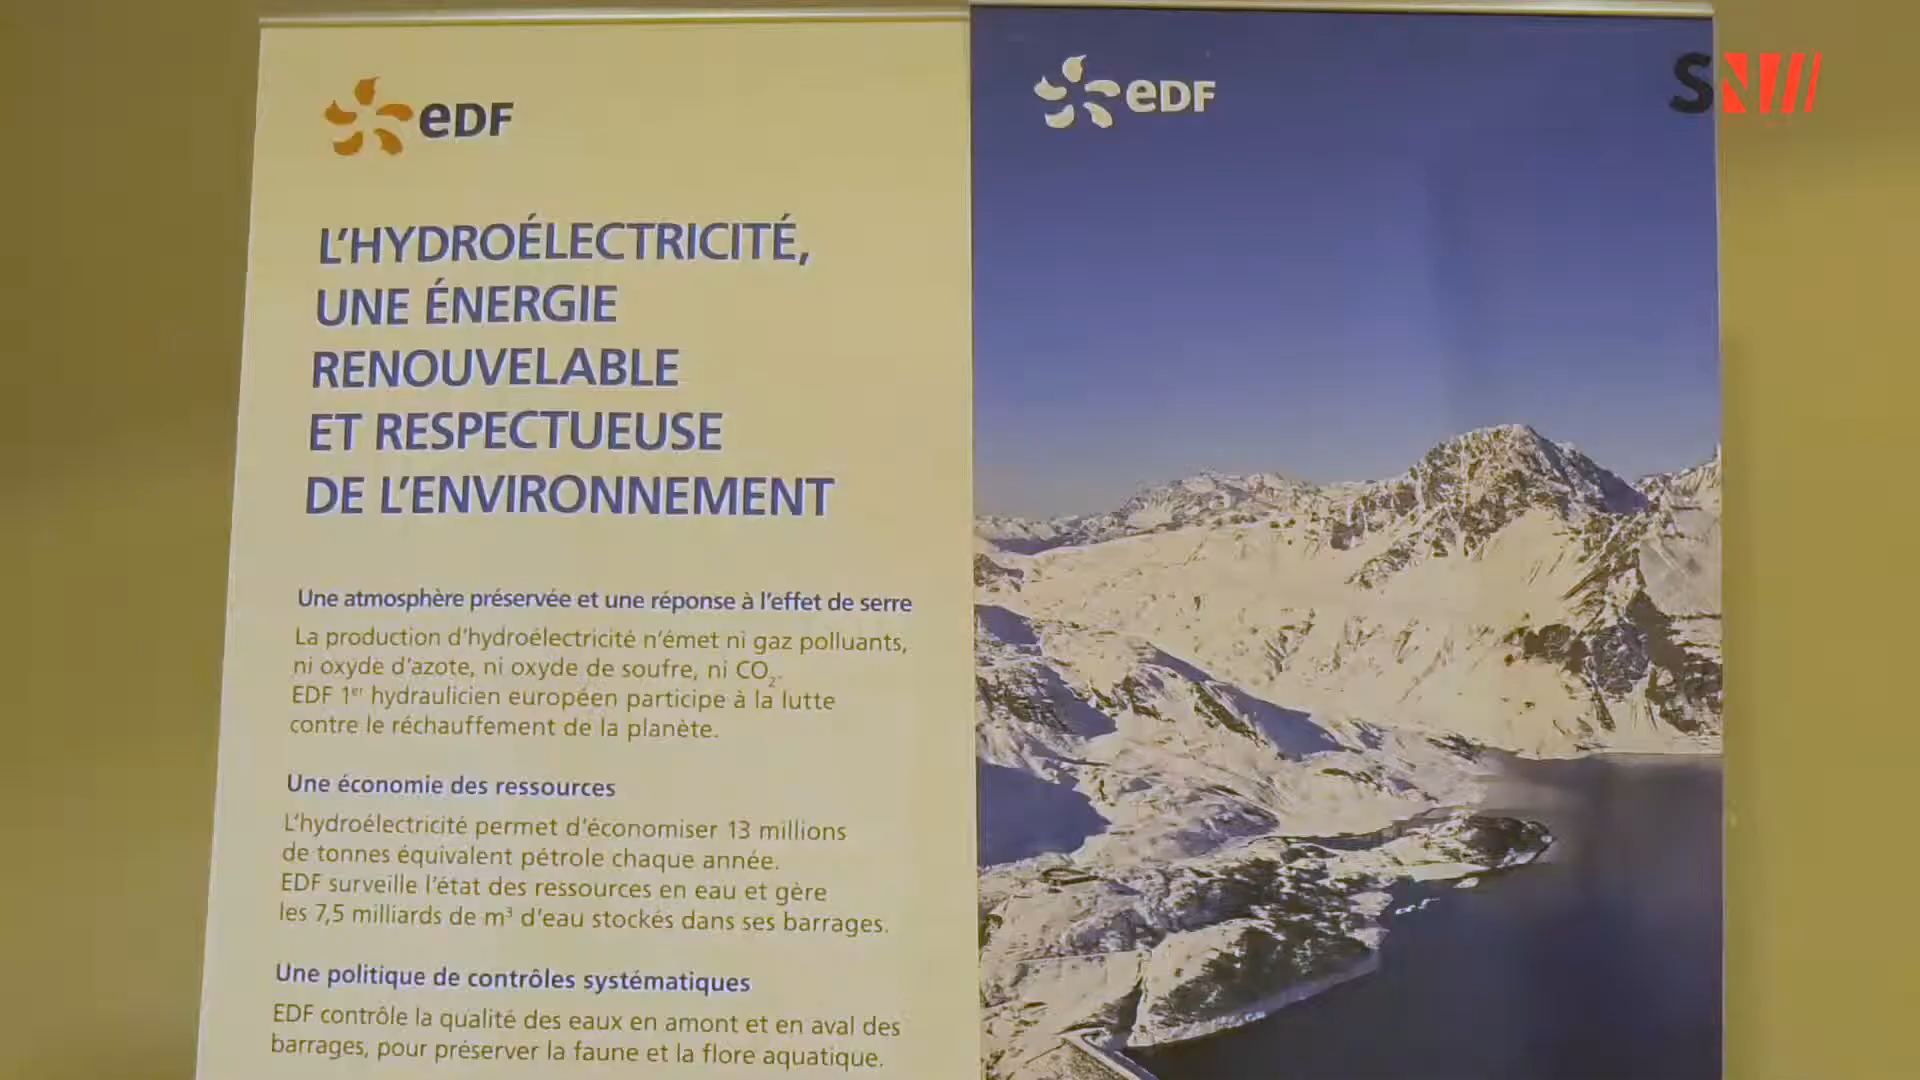 eDF
L'HYDROÉLECTRICITÉ,
UNE ÉNERGIE
RENOUVELABLE
ET RESPECTUEUSE
DE L'ENVIRONNEMENT
Une atmosphère préservée et une réponse à l'effet de serre
La production d'hydroélectricité n'émet ni gaz polluants,
ni oxyde d'azote, ni oxyde de soufre, ni CO₂.
EDF 1er hydraulicien européen participe à la lutte
contre le réchauffement de la planète.
Une économie des ressources
L'hydroélectricité permet d'économiser 13 millions
de tonnes équivalent pétrole chaque année.
EDF surveille l'état des ressources en eau et gère
les 7,5 milliards de m³ d'eau stockés dans ses barrages.
Une politique de contrôles systématiques
EDF contrôle la qualité des eaux en amont et en aval des
barrages, pour préserver la faune et la flore aquatique.
eDF